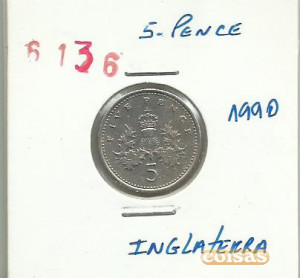 5-PENCE
6136
1990
FIVE PENCE
5
INGLATERRA
coisas